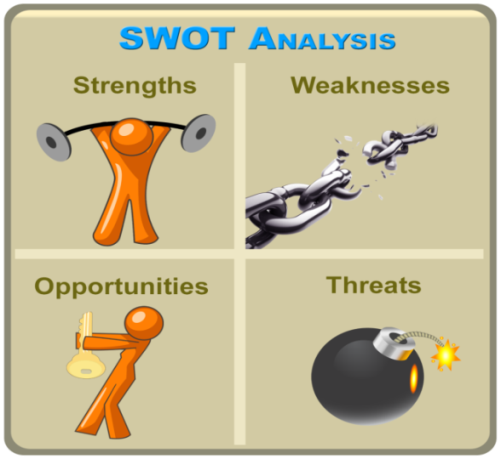 SWOT ANALYSIS
Strengths
Weaknesses
Opportunities
Threats